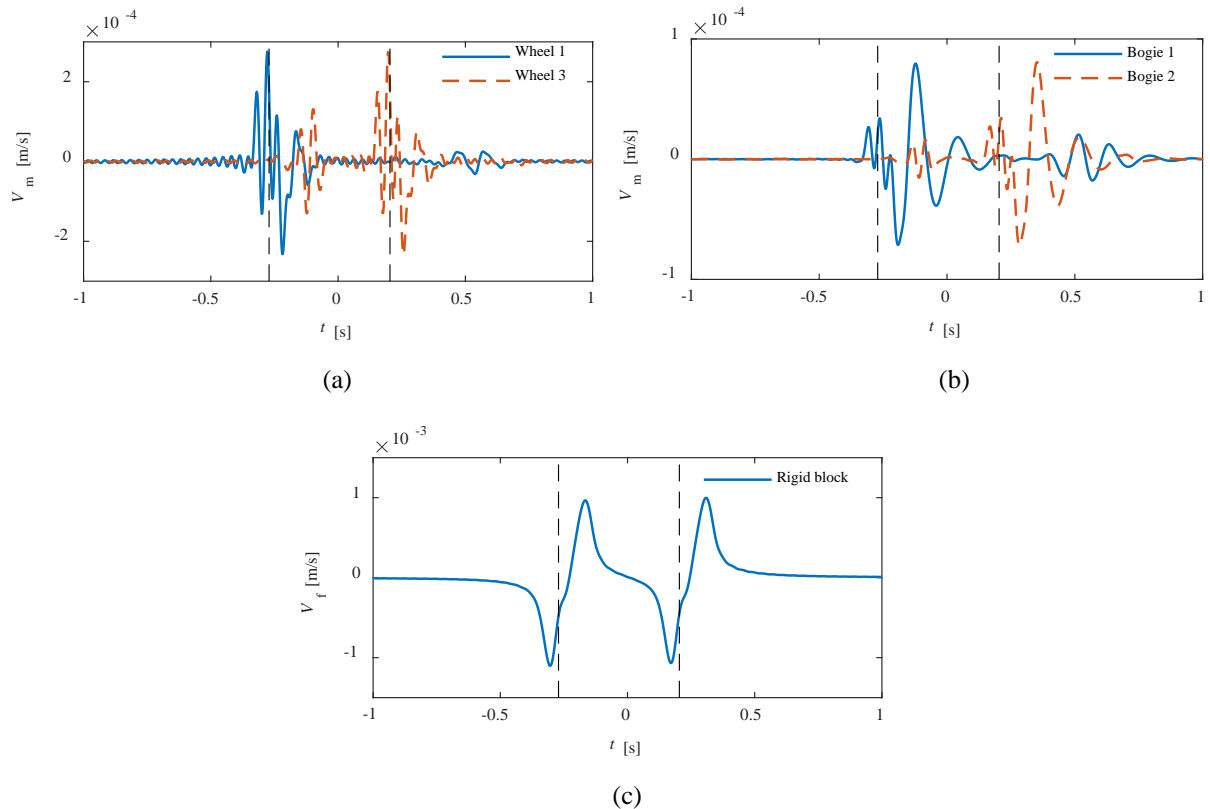 × 10 -4
2
0
-2
V m [m/s]
Wheel 1
Wheel 3
-1 -0.5 0 0.5 1
t [s]
(a)
× 10 -4
1
0
-1
V m [m/s]
Bogie 1
Bogie 2
-1 -0.5 0 0.5 1
t [s]
(b)
× 10 -3
1
0
-1
V f [m/s]
Rigid block
-1 -0.5 0 0.5 1
t [s]
(c)